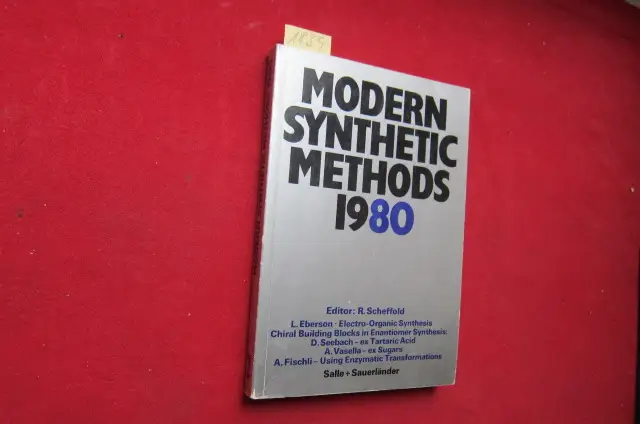 1895
MODERN
SYNTHETIC
METHODS
1980
Editor: R. Scheffold
L. Eberson · Electro-Organic Synthesis
Chiral Building Blocks in Enantiomer Synthesis:
D. Seebach – ex Tartaric Acid
A. Vasella – ex Sugars
A. Fischli – Using Enzymatic Transformations
Salle + Sauerländer